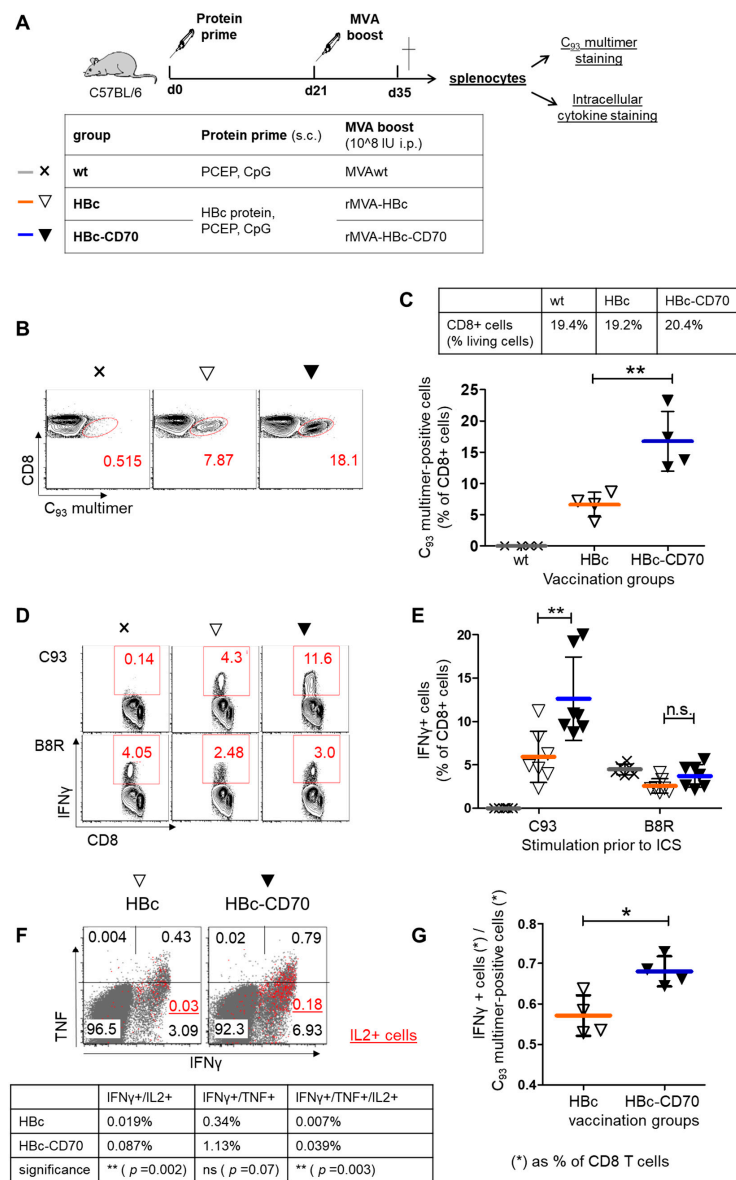 A
Protein
prime
MVA
boost
C57BL/6
d0
d21
d35
splenocytes
C93 multimer
staining
Intracellular
cytokine staining
group
Protein prime (s.c.)
MVA boost
(10^8 IU i.p.)
wt
PCEP, CpG
MVAwt
HBc
HBc protein,
PCEP, CpG
rMVA-HBc
HBc-CD70
rMVA-HBc-CD70
B
CD8
0.515
7.87
18.1
C93 multimer
C
wt
HBc
HBc-CD70
CD8+ cells
(% living cells)
19.4%
19.2%
20.4%
**
C93 multimer-positive cells
(% of CD8+ cells)
25
20
15
10
5
0
wt
HBc
HBc-CD70
Vaccination groups
D
C93
0.14
4.3
11.6
B8R
4.05
2.48
3.0
IFNγ
CD8
E
**
n.s.
IFNγ+ cells
(% of CD8+ cells)
20
15
10
5
0
C93
B8R
Stimulation prior to ICS
F
HBc
HBc-CD70
0.004
0.43
0.02
0.79
0.03
0.18
96.5
3.09
92.3
6.93
TNF
IFNγ
IL2+ cells
IFNγ+/IL2+
IFNγ+/TNF+
IFNγ+/TNF+/IL2+
HBc
0.019%
0.34%
0.007%
HBc-CD70
0.087%
1.13%
0.039%
significance
** ( p =0.002)
ns ( p =0.07)
** ( p =0.003)
G
*
IFNγ + cells (*) /
C93 multimer-positive cells (*)
0.8
0.7
0.6
0.5
0.4
HBc
HBc-CD70
vaccination groups
(*) as % of CD8 T cells